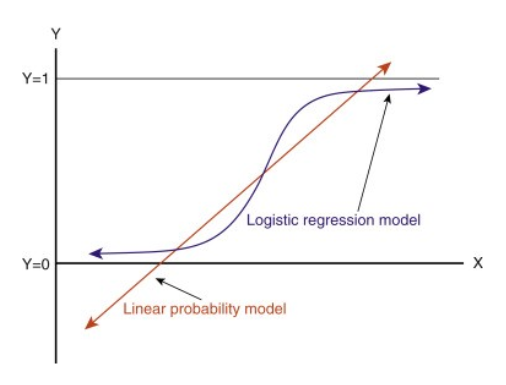 Y
Y=1
Logistic regression model
Y=0
X
Linear probability model